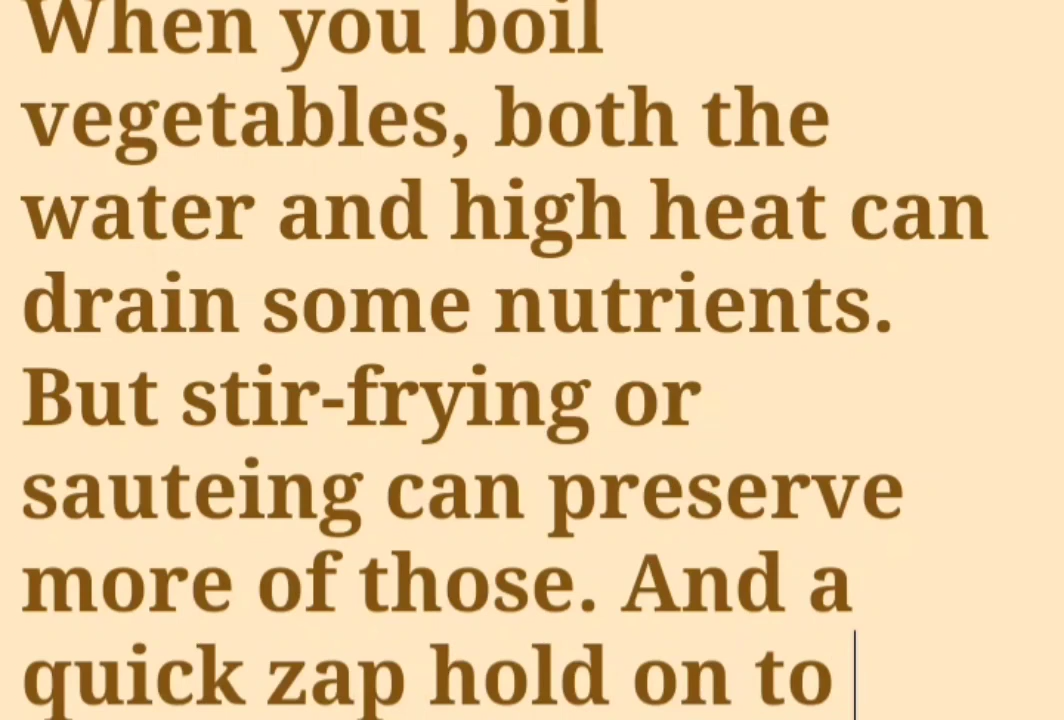 When you boil
vegetables, both the
water and high heat can
drain some nutrients.
But stir-frying or
sauteing can preserve
more of those. And a
quick zap hold on to